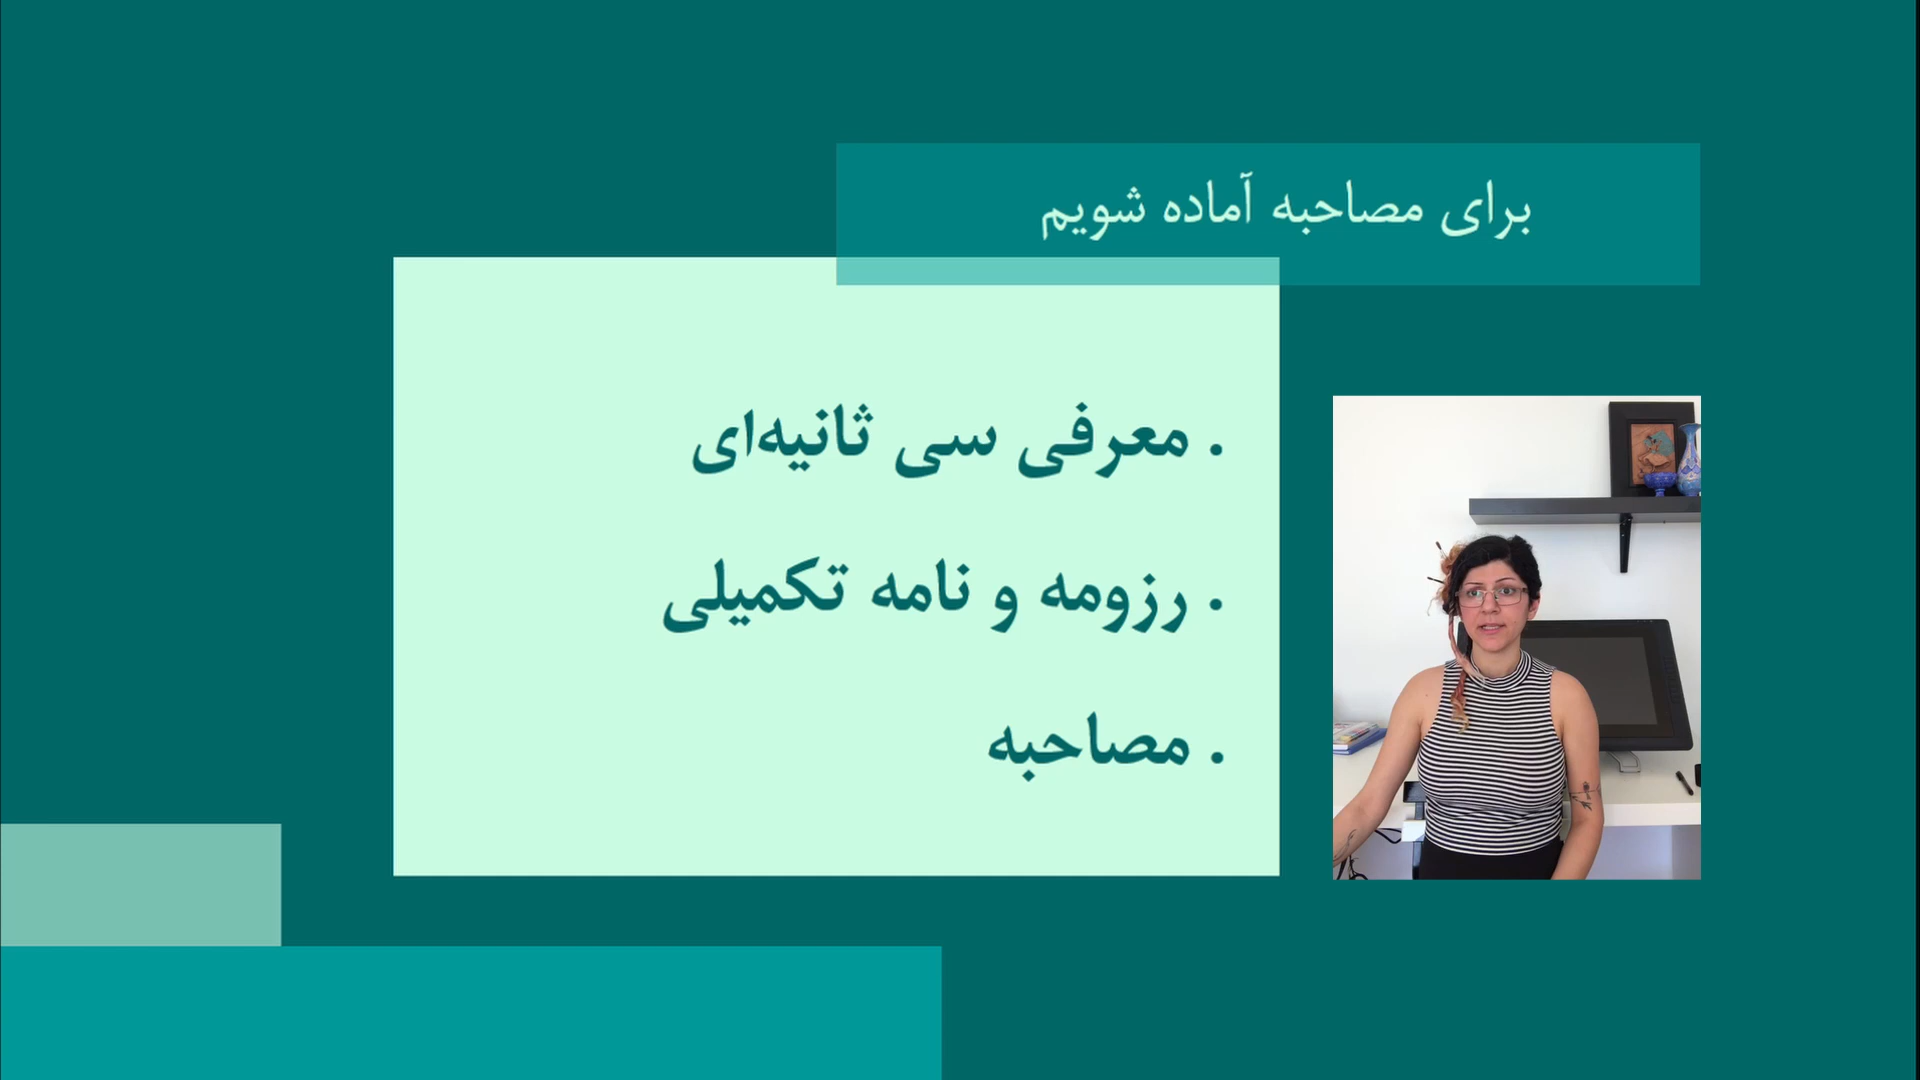 برای مصاحبه آماده شویم
. معرفی سی ثانیه‌ای
. رزومه و نامه تکمیلی
. مصاحبه